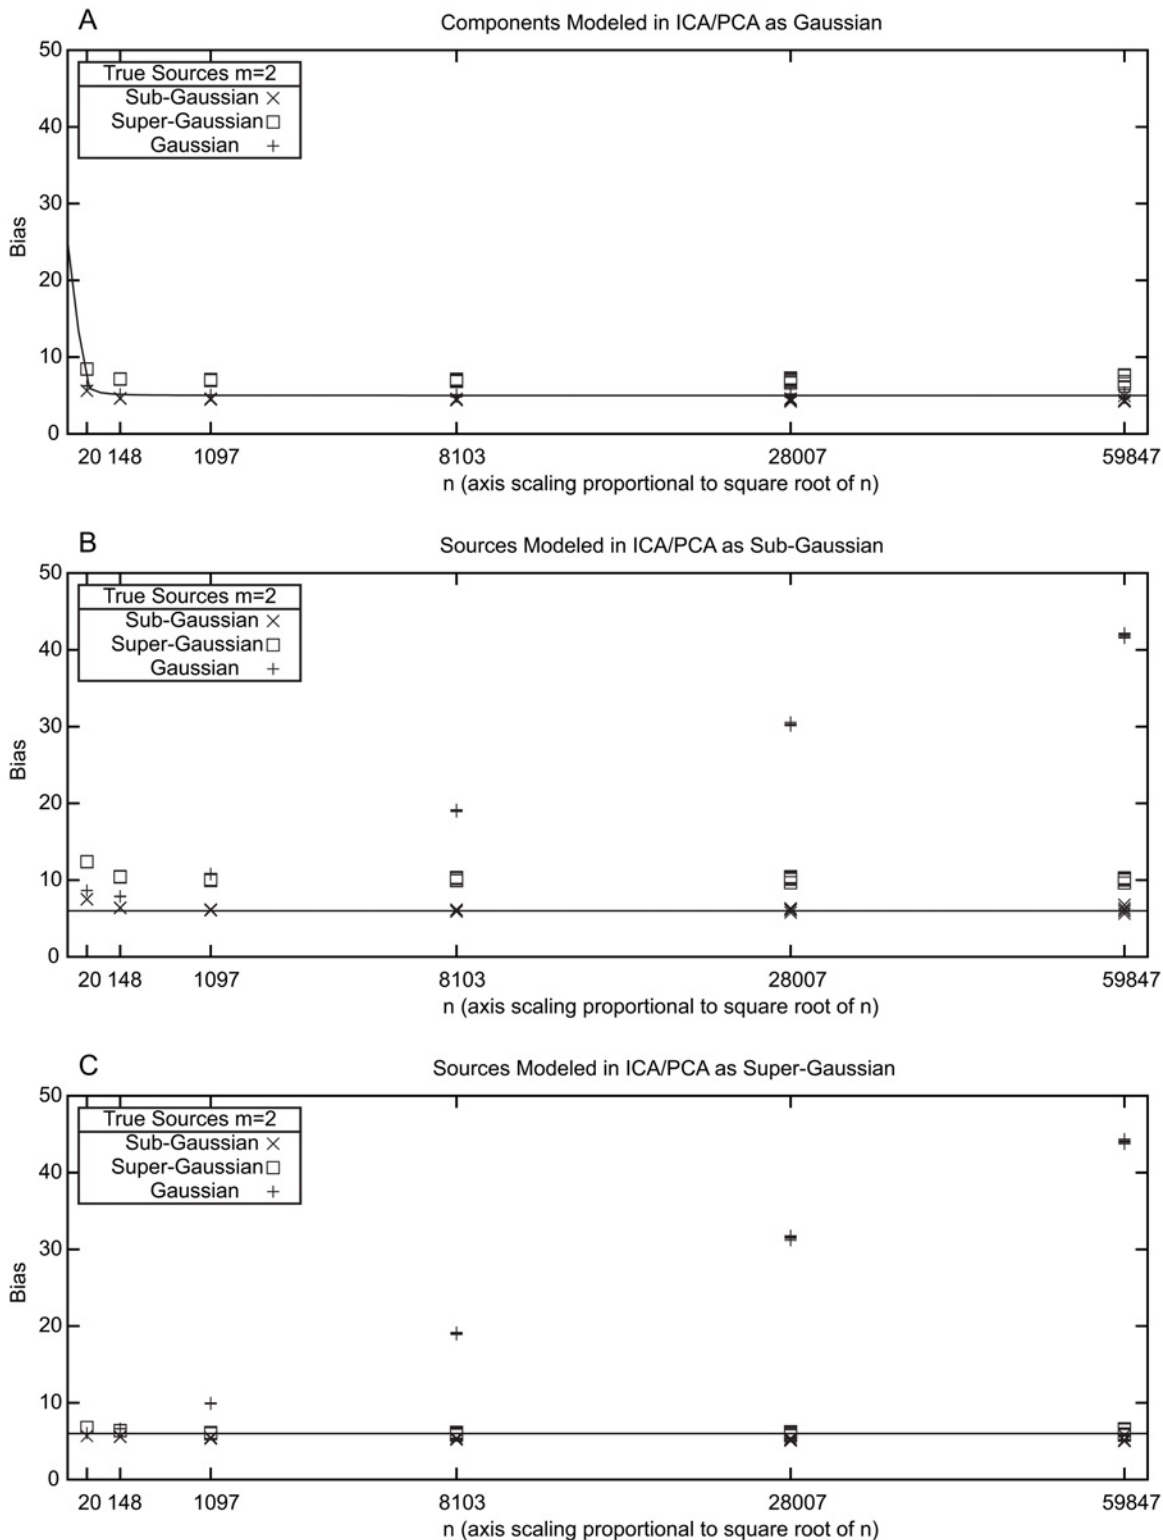 A
Components Modeled in ICA/PCA as Gaussian
50
40
30
20
10
0
Bias
True Sources m=2
Sub-Gaussian ×
Super-Gaussian □
Gaussian +
20 148 1097 8103 28007 59847
n (axis scaling proportional to square root of n)
B
Sources Modeled in ICA/PCA as Sub-Gaussian
50
40
30
20
10
0
Bias
True Sources m=2
Sub-Gaussian ×
Super-Gaussian □
Gaussian +
20 148 1097 8103 28007 59847
n (axis scaling proportional to square root of n)
C
Sources Modeled in ICA/PCA as Super-Gaussian
50
40
30
20
10
0
Bias
True Sources m=2
Sub-Gaussian ×
Super-Gaussian □
Gaussian +
20 148 1097 8103 28007 59847
n (axis scaling proportional to square root of n)